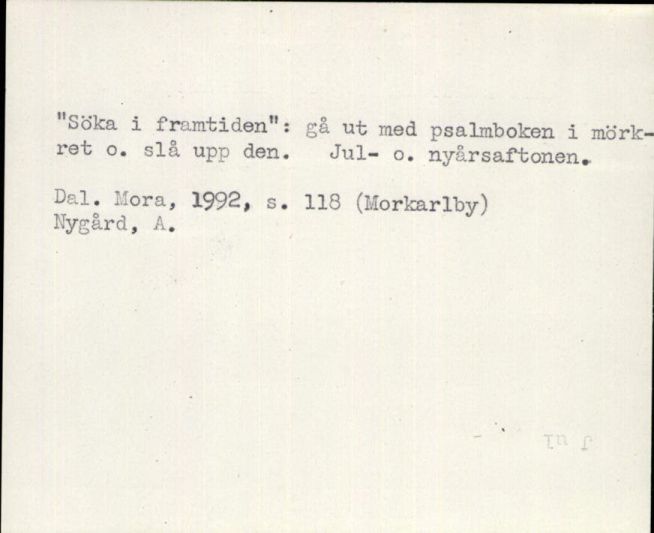 "Söka i framtiden": gå ut med psalmboken i mörk-
ret o. slå upp den. Jul- o. nyårsaftonen.
Dal. Mora, 1992, s. 118 (Morkarlby)
Nygård, A.
Jul